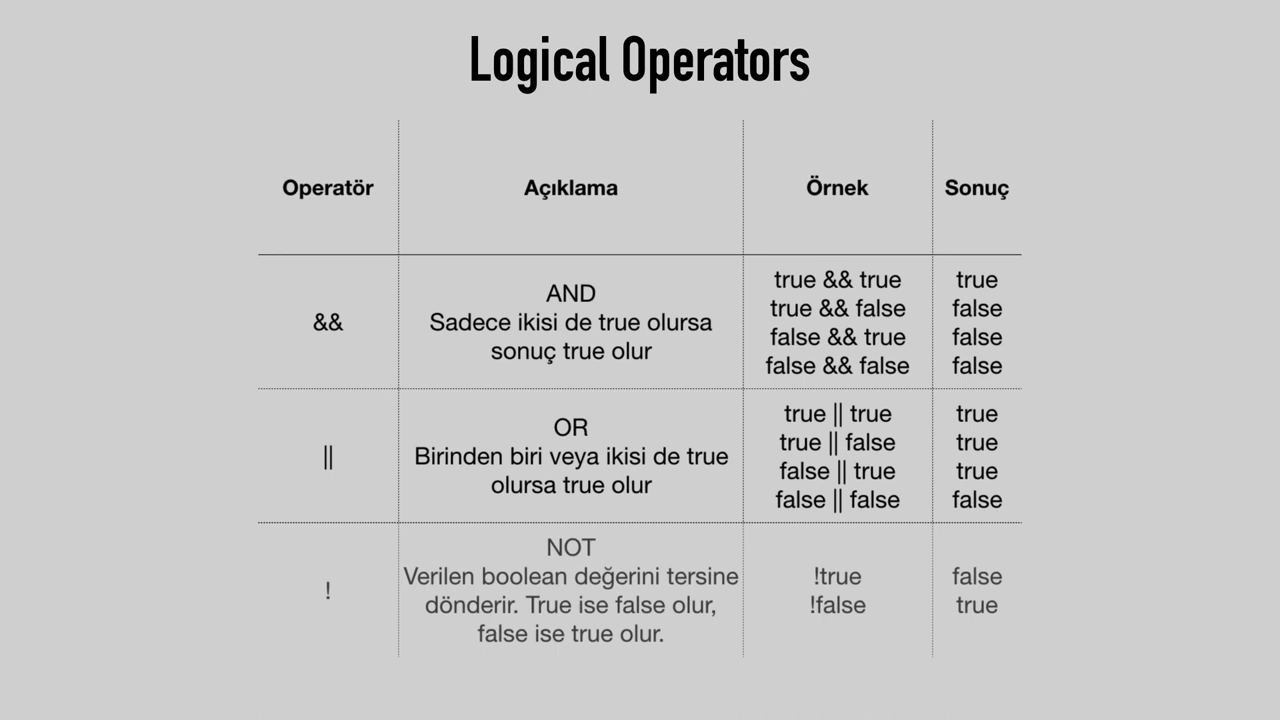 Logical Operators
Operatör
Açıklama
Örnek
Sonuç
&&
AND
Sadece ikisi de true olursa
sonuç true olur
true && true
true && false
false && true
false && false
true
false
false
false
||
OR
Birinden biri veya ikisi de true
olursa true olur
true || true
true || false
false || true
false || false
true
true
true
false
!
NOT
Verilen boolean değerini tersine
dönderir. True ise false olur,
false ise true olur.
!true
!false
false
true